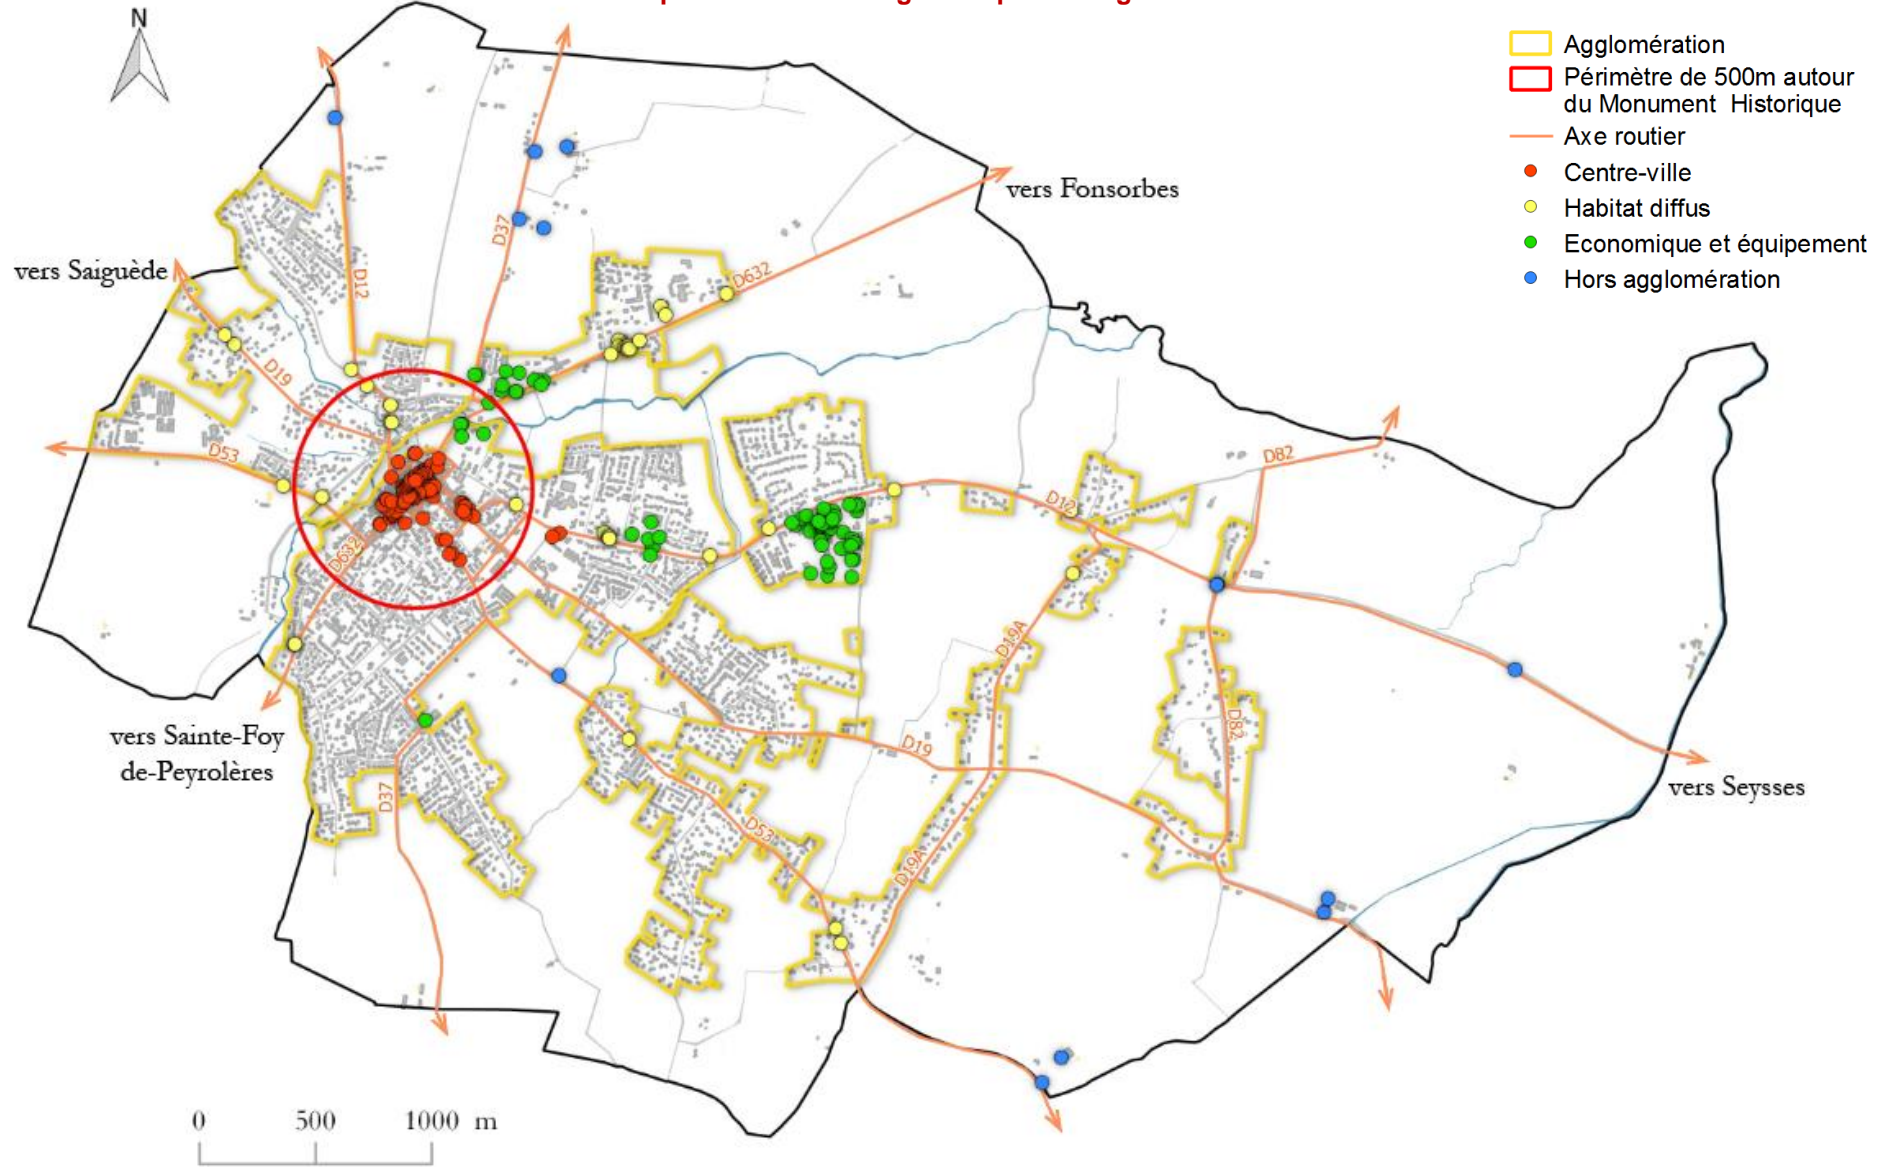 N
Agglomération
Périmètre de 500m autour
du Monument Historique
Axe routier
Centre-ville
Habitat diffus
Economique et équipement
Hors agglomération
vers Fonsorbes
D37
vers Saiguède
D12
D632
D19
D53
D82
D12
D632
D19A
vers Sainte-Foy
de-Peyrolères
D37
D19
D82
vers Seysses
D53
D19A
0 500 1000 m